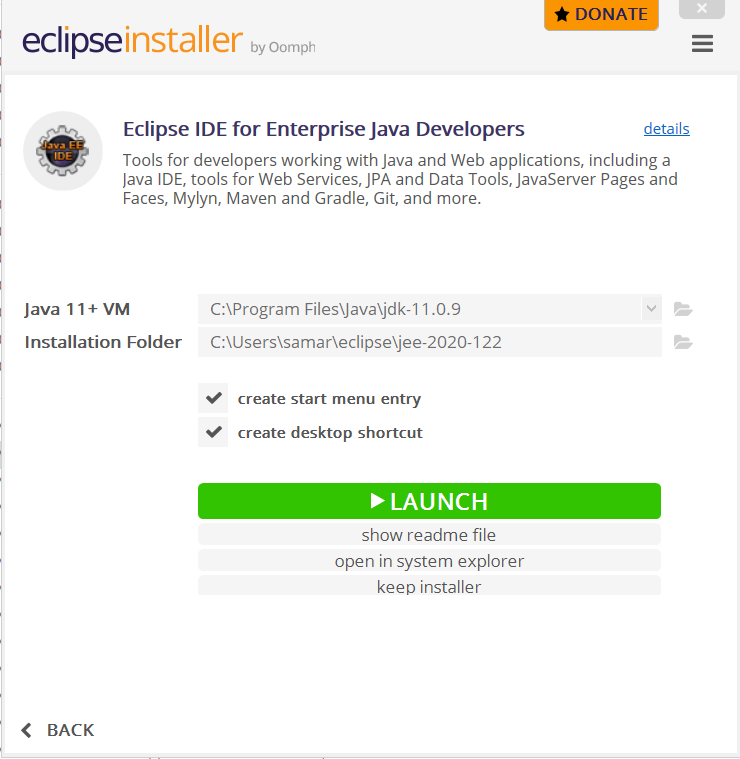 DONATE
eclipseinstaller by Oomph
Eclipse IDE for Enterprise Java Developers
details
Java EE
IDE
Tools for developers working with Java and Web applications, including a
Java IDE, tools for Web Services, JPA and Data Tools, JavaServer Pages and
Faces, Mylyn, Maven and Gradle, Git, and more.
Java 11+ VM
C:\Program Files\Java\jdk-11.0.9
Installation Folder
C:\Users\samar\eclipse\jee-2020-122
create start menu entry
create desktop shortcut
LAUNCH
show readme file
open in system explorer
keep installer
BACK